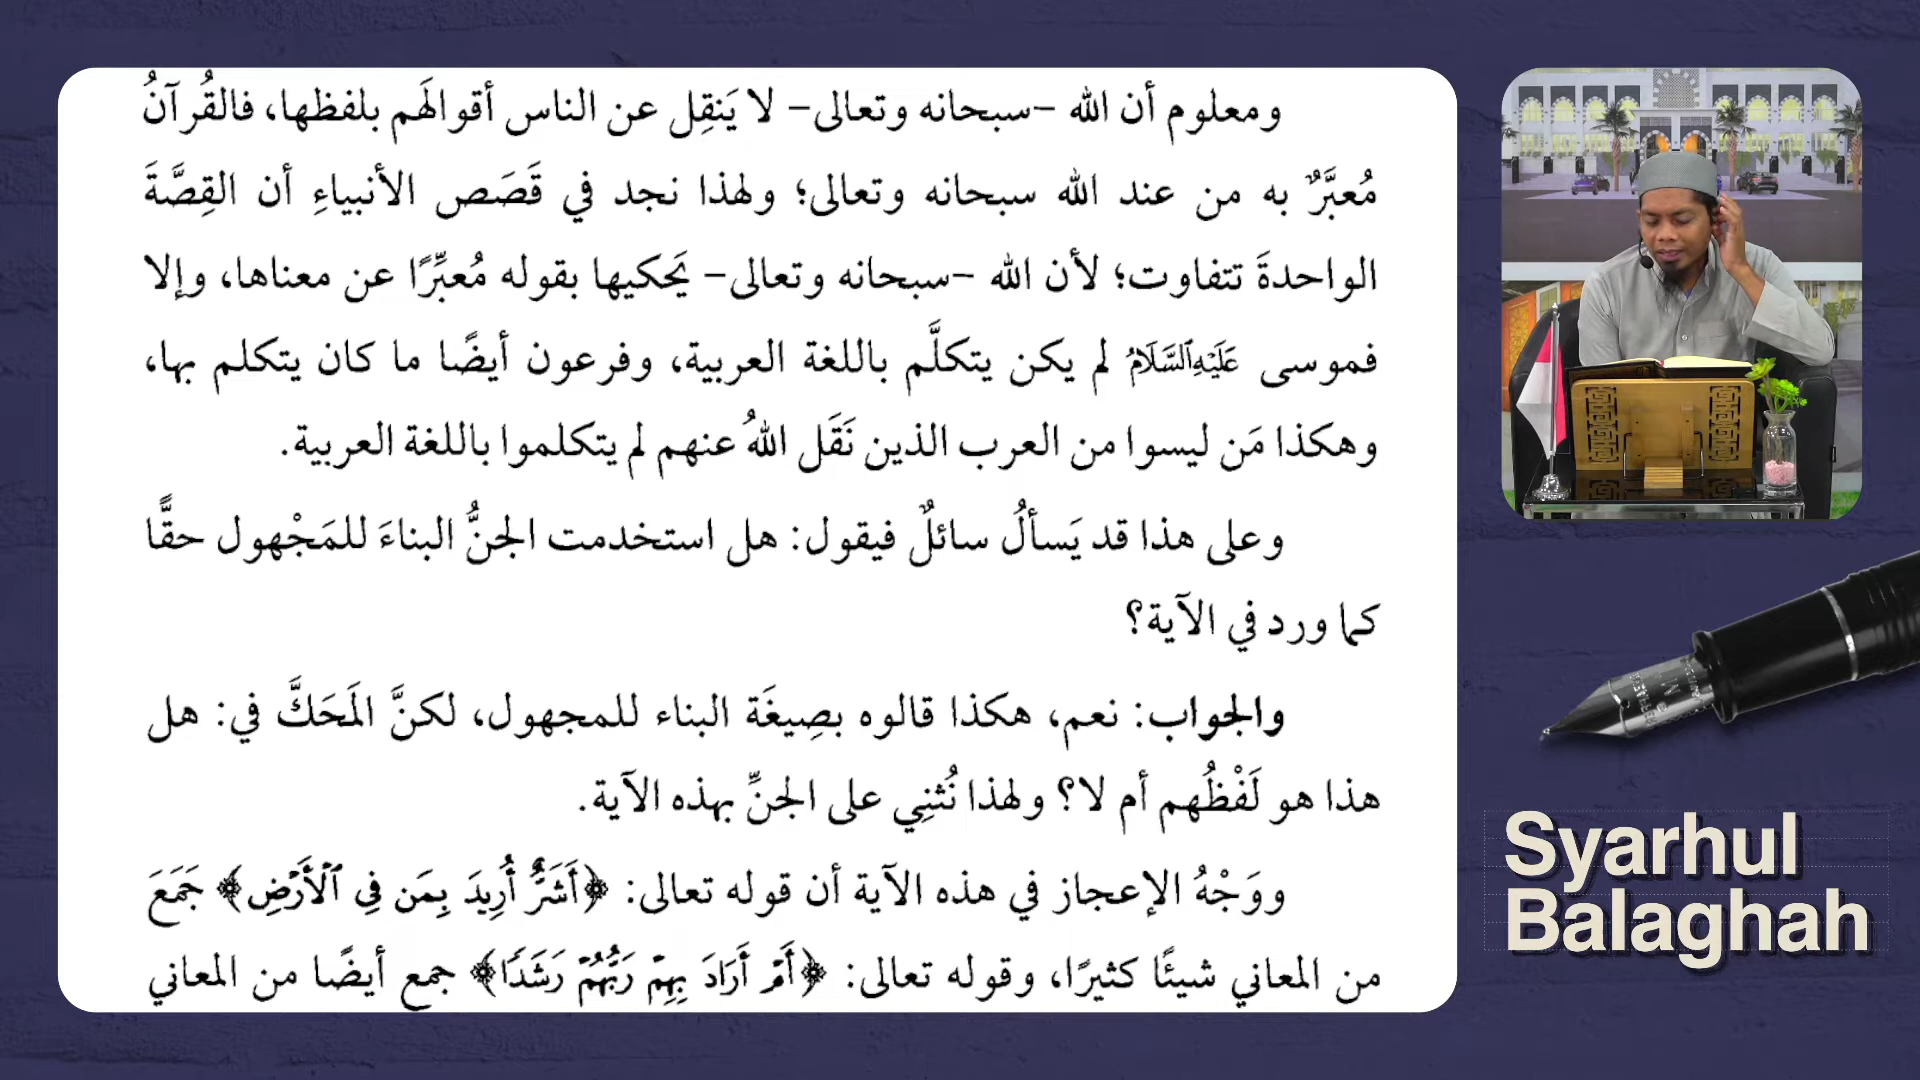 ومعلوم أن الله -سبحانه وتعالى- لا يَنقِل عن الناس أقوالَهم بلفظها، فالقُرآنُ
مُعبَّرٌ به من عند الله سبحانه وتعالى؛ ولهذا نجد في قَصَص الأنبياءِ أن القِصَّةَ
الواحدةَ تتفاوت؛ لأن الله -سبحانه وتعالى- يَحكيها بقوله مُعبِّرًا عن معناها، وإلا
فموسى عَلَيْهِ ٱلسَّلَامُ لم يكن يتكلَّم باللغة العربية، وفرعون أيضًا ما كان يتكلم بها،
وهكذا مَن ليسوا من العرب الذين نَقَل اللهُ عنهم لم يتكلموا باللغة العربية.
وعلى هذا قد يَسألُ سائلٌ فيقول: هل استخدمت الجنُّ البناءَ للمَجْهول حقًّا
كما ورد في الآية؟
والجواب: نعم، هكذا قالوه بصِيغَة البناء للمجهول، لكنَّ المَحَكَّ في: هل
هذا هو لَفْظُهم أم لا؟ ولهذا نُثنِي على الجنِّ بهذه الآية.
ووَجْهُ الإعجاز في هذه الآية أن قوله تعالى: ﴿أَشَرٌّ أُرِيدَ بِمَن فِى ٱلْأَرْضِ﴾ جَمَعَ
من المعاني شيئًا كثيرًا، وقوله تعالى: ﴿أَمْ أَرَادَ بِهِمْ رَبُّهُمْ رَشَدًا﴾ جمع أيضًا من المعاني
Syarhul
Balaghah